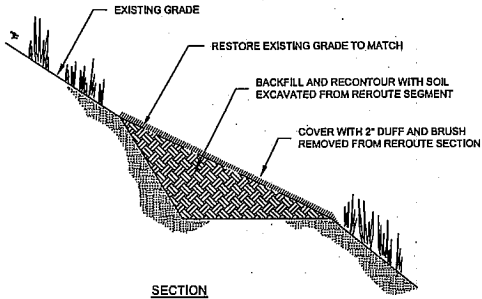 EXISTING GRADE
RESTORE EXISTING GRADE TO MATCH
BACKFILL AND RECONTOUR WITH SOIL
EXCAVATED FROM REROUTE SEGMENT
COVER WITH 2" DUFF AND BRUSH
REMOVED FROM REROUTE SECTION
SECTION